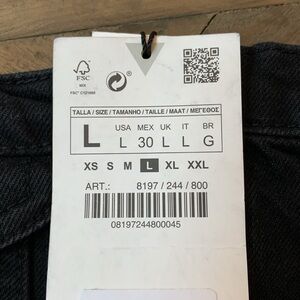 FSC
MIX
TALLA / SIZE / TAMANHO / TAILLE / MAAT / ΜΕΓΕΘΟΣ
L
USA MEX UK IT BR
L 30 L L G
XS S M L XL XXL
ART.: 8197 / 244 / 800
08197244800045